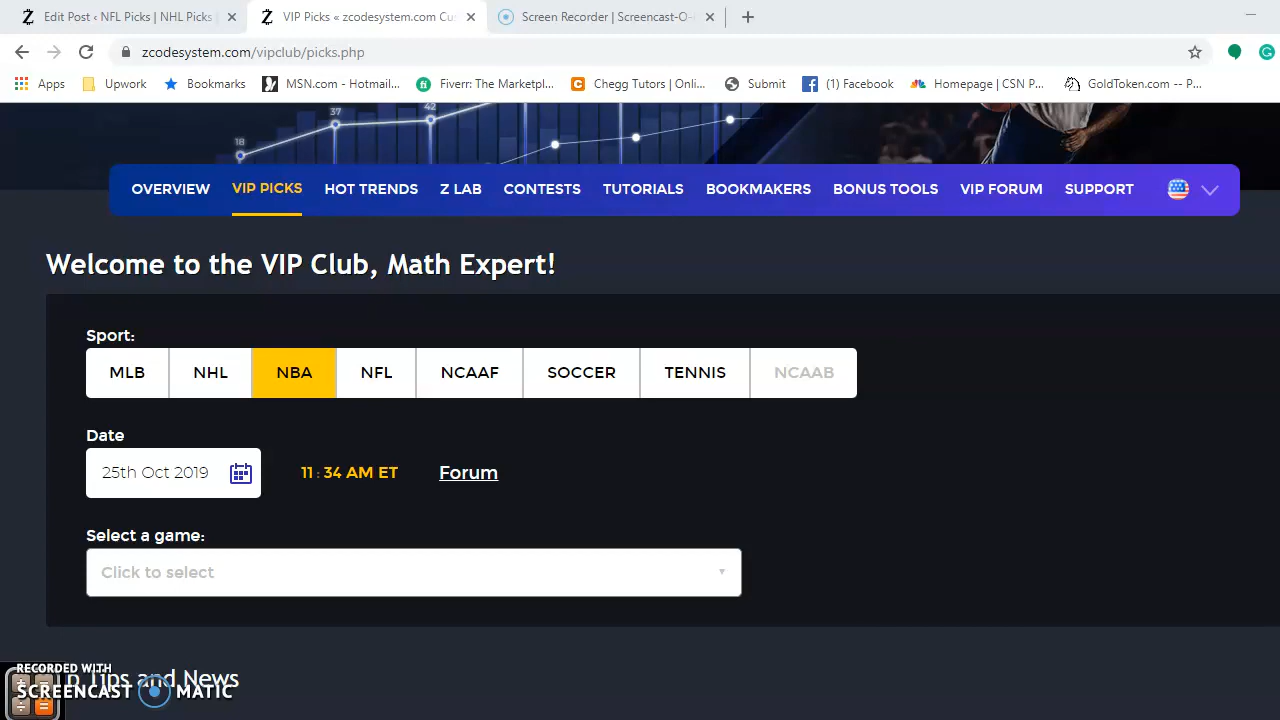 Edit Post ‹ NFL Picks | NHL Picks |
VIP Picks « zcodesystem.com Cus
Screen Recorder | Screencast-O-
zcodesystem.com/vipclub/picks.php
Apps
Upwork
Bookmarks
MSN.com - Hotmail...
Fiverr: The Marketpl...
Chegg Tutors | Onli...
Submit
(1) Facebook
Homepage | CSN P...
GoldToken.com -- P...
18
37
42
OVERVIEW
VIP PICKS
HOT TRENDS
Z LAB
CONTESTS
TUTORIALS
BOOKMAKERS
BONUS TOOLS
VIP FORUM
SUPPORT
Welcome to the VIP Club, Math Expert!
Sport:
MLB
NHL
NBA
NFL
NCAAF
SOCCER
TENNIS
NCAAB
Date
25th Oct 2019
11 : 34 AM ET
Forum
Select a game:
Click to select
Tips and News
RECORDED WITH
SCREENCAST MATIC